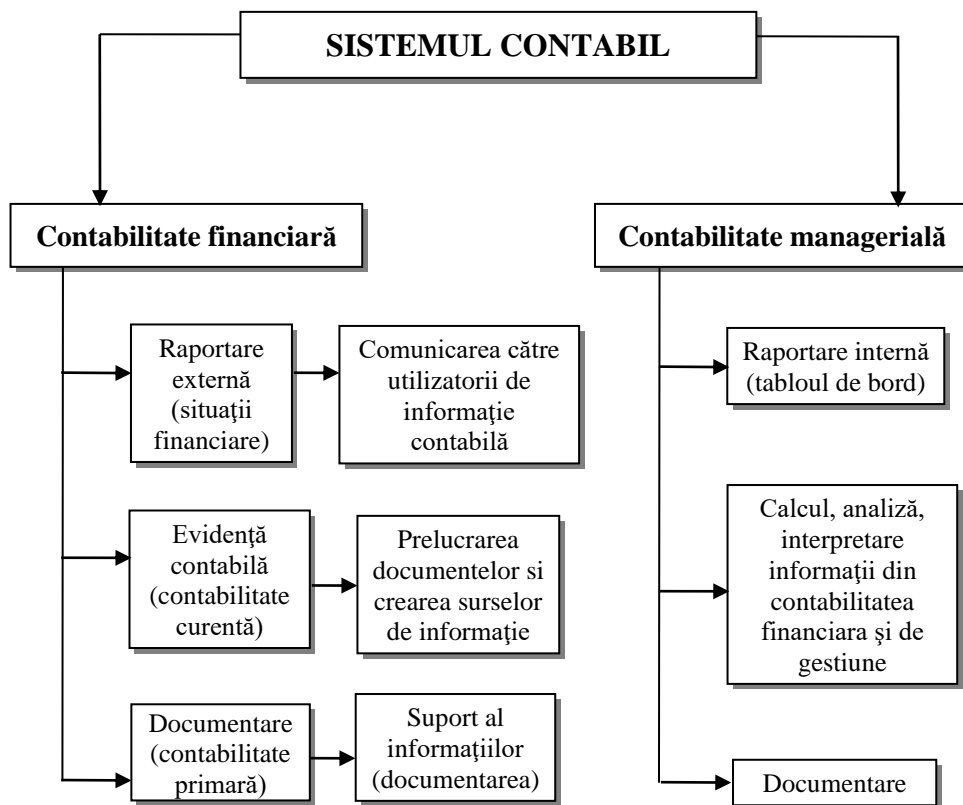 SISTEMUL CONTABIL
Contabilitate financiară
Contabilitate managerială
Raportare
externă
(situaţii
financiare)
Comunicarea către
utilizatorii de
informaţie
contabilă
Raportare internă
(tabloul de bord)
Evidenţă
contabilă
(contabilitate
curentă)
Prelucrarea
documentelor si
crearea surselor
de informaţie
Calcul, analiză,
interpretare
informaţii din
contabilitatea
financiara şi de
gestiune
Documentare
(contabilitate
primară)
Suport al
informaţiilor
(documentarea)
Documentare